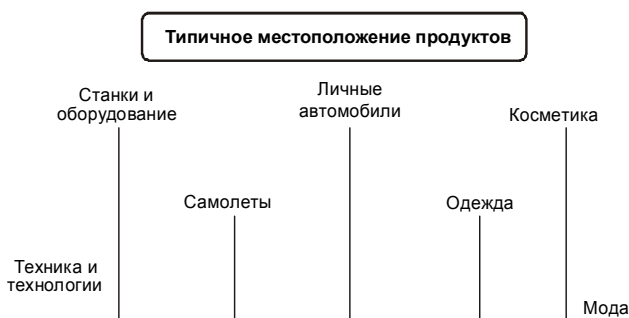 Типичное местоположение продуктов
Станки и
оборудование
Личные
автомобили
Косметика
Самолеты
Одежда
Техника и
технологии
Мода